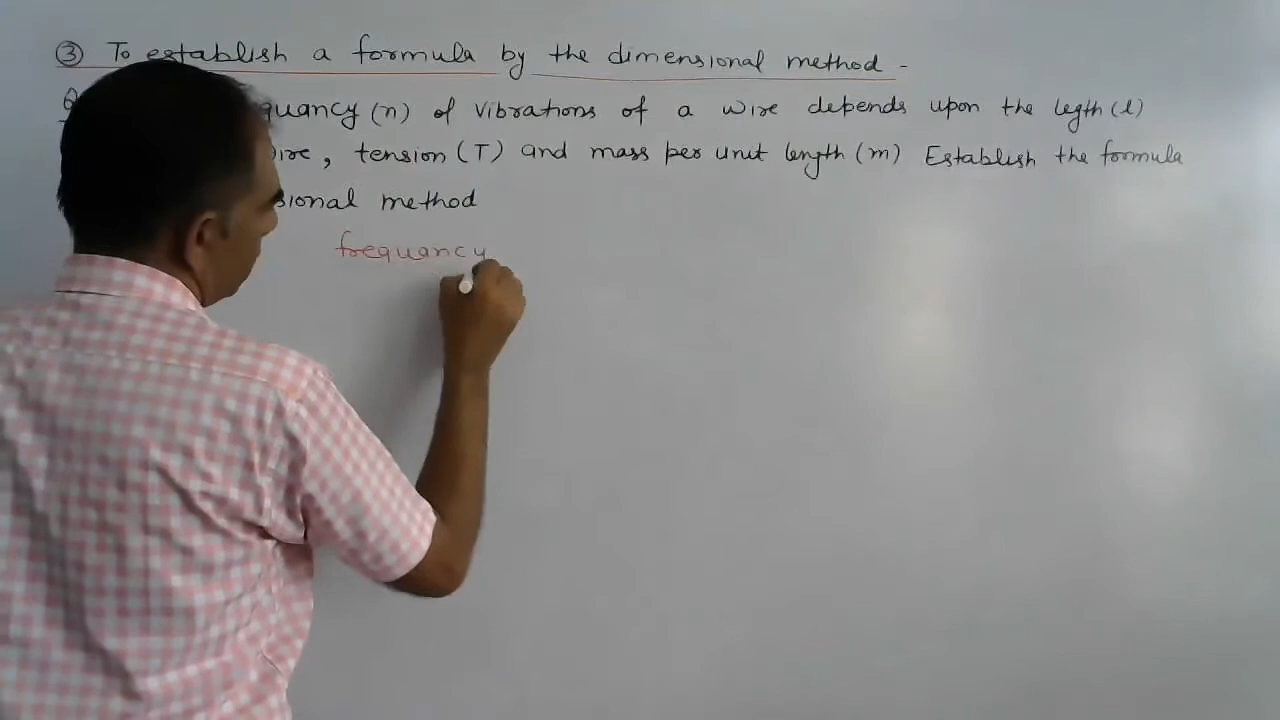 ③ To establish a formula by the dimensional method -
quancy (n) of vibrations of a wire depends upon the legth (l)
ire, tension (T) and mass per unit length (m) Establish the formula
sional method
frequancy